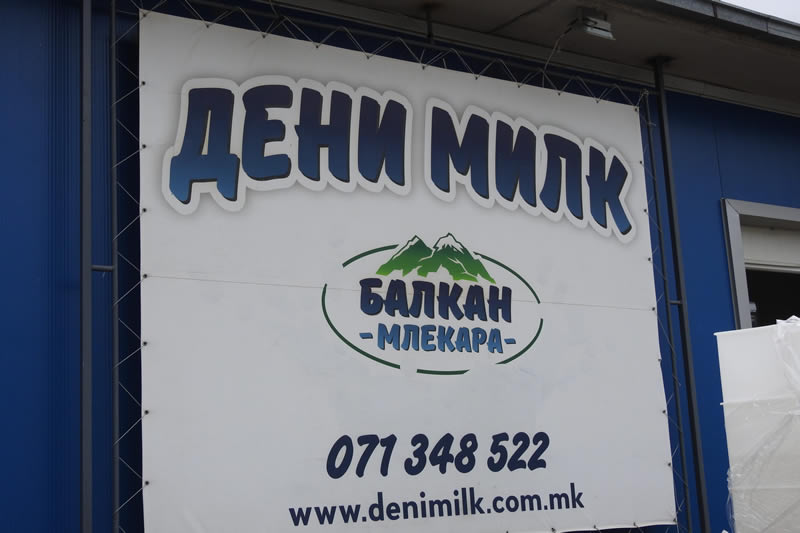 ДЕНИ МИЛК
БАЛКАН
-МЛЕКАРА-
071 348 522
www.denimilk.com.mk